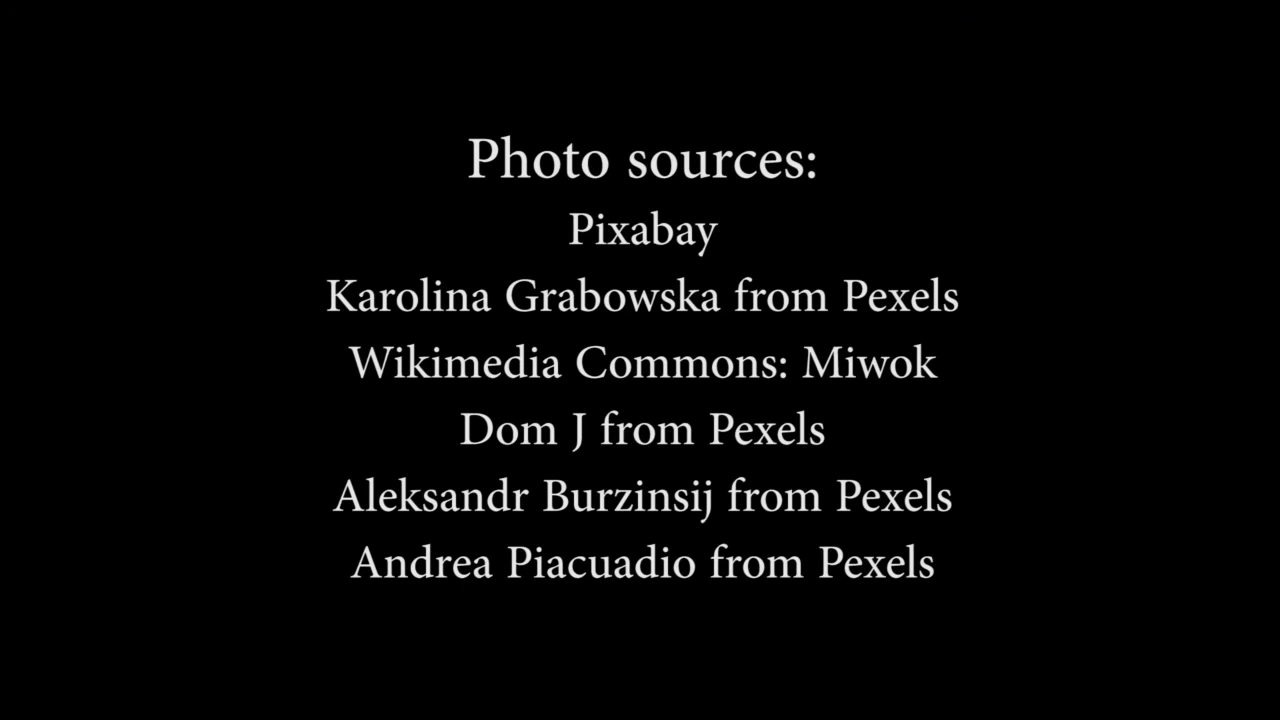 Photo sources:
Pixabay
Karolina Grabowska from Pexels
Wikimedia Commons: Miwok
Dom J from Pexels
Aleksandr Burzinsij from Pexels
Andrea Piacuadio from Pexels